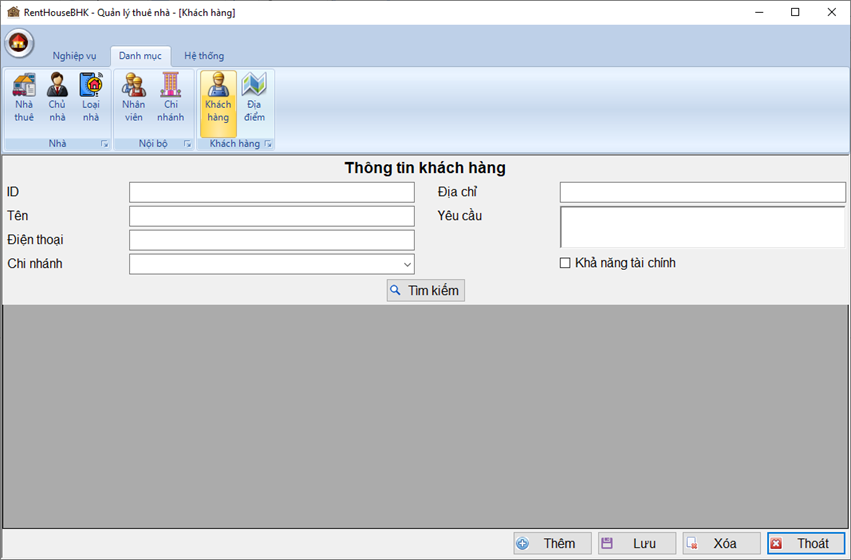 RentHouseBHK - Quản lý thuê nhà - [Khách hàng]
Nghiệp vụ Danh mục Hệ thống
Nhà Chủ Loại Nhân Chi Khách Địa
thuê nhà nhà viên nhánh hàng điểm
Nhà Nội bộ Khách hàng
Thông tin khách hàng
ID Địa chỉ
Tên Yêu cầu
Điện thoại
Chi nhánh Khả năng tài chính
Tìm kiếm
Thêm Lưu Xóa Thoát